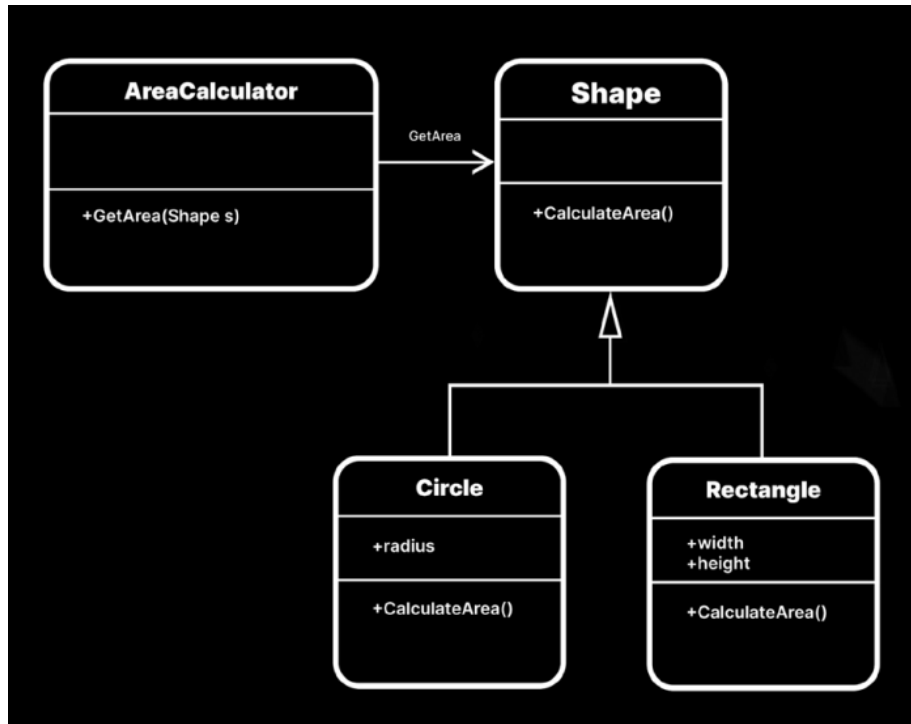 AreaCalculator
+GetArea(Shape s)
GetArea
Shape
+CalculateArea()
Circle
+radius
+CalculateArea()
Rectangle
+width
+height
+CalculateArea()